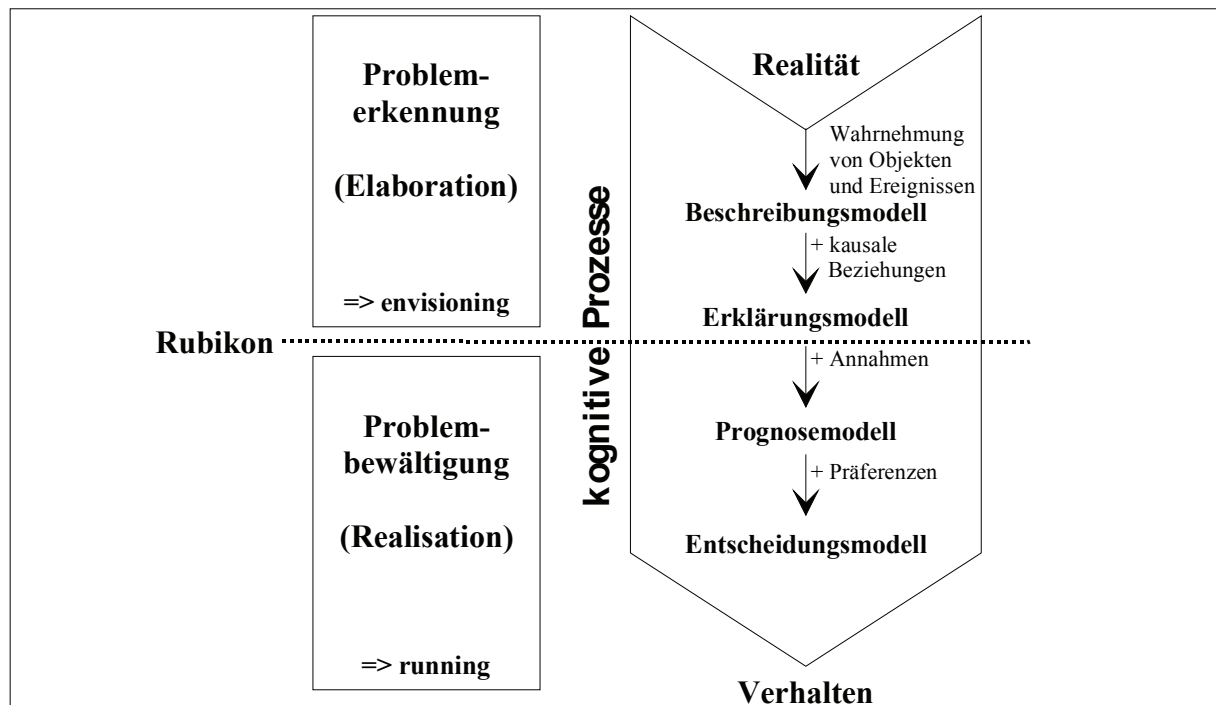 Problem-
erkennung
(Elaboration)
=> envisioning
Rubikon
Problem-
bewältigung
(Realisation)
=> running
kognitive Prozesse
Realität
Wahrnehmung
von Objekten
und Ereignissen
Beschreibungsmodell
+ kausale
Beziehungen
Erklärungsmodell
+ Annahmen
Prognosemodell
+ Präferenzen
Entscheidungsmodell
Verhalten